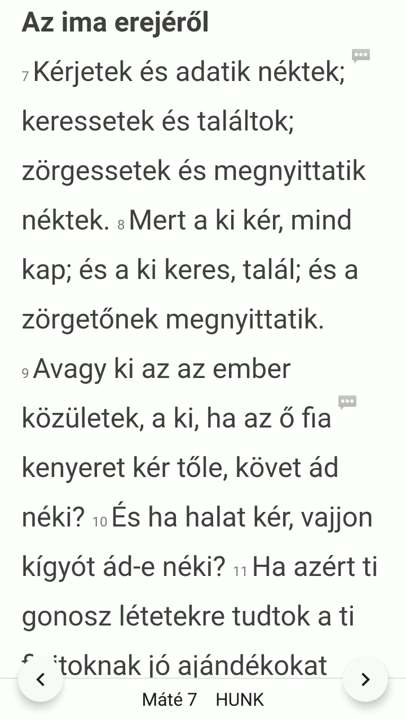 Az ima erejéről
7 Kérjetek és adatik néktek;
keressetek és találtok;
zörgessetek és megnyittatik
néktek. 8 Mert a ki kér, mind
kap; és a ki keres, talál; és a
zörgetőnek megnyittatik.
9 Avagy ki az az ember
közületek, a ki, ha az ő fia
kenyeret kér tőle, követ ád
néki? 10 És ha halat kér, vajjon
kígyót ád-e néki? 11 Ha azért ti
gonosz létetekre tudtok a ti
jó ajándékokat
Máté 7 HUNK